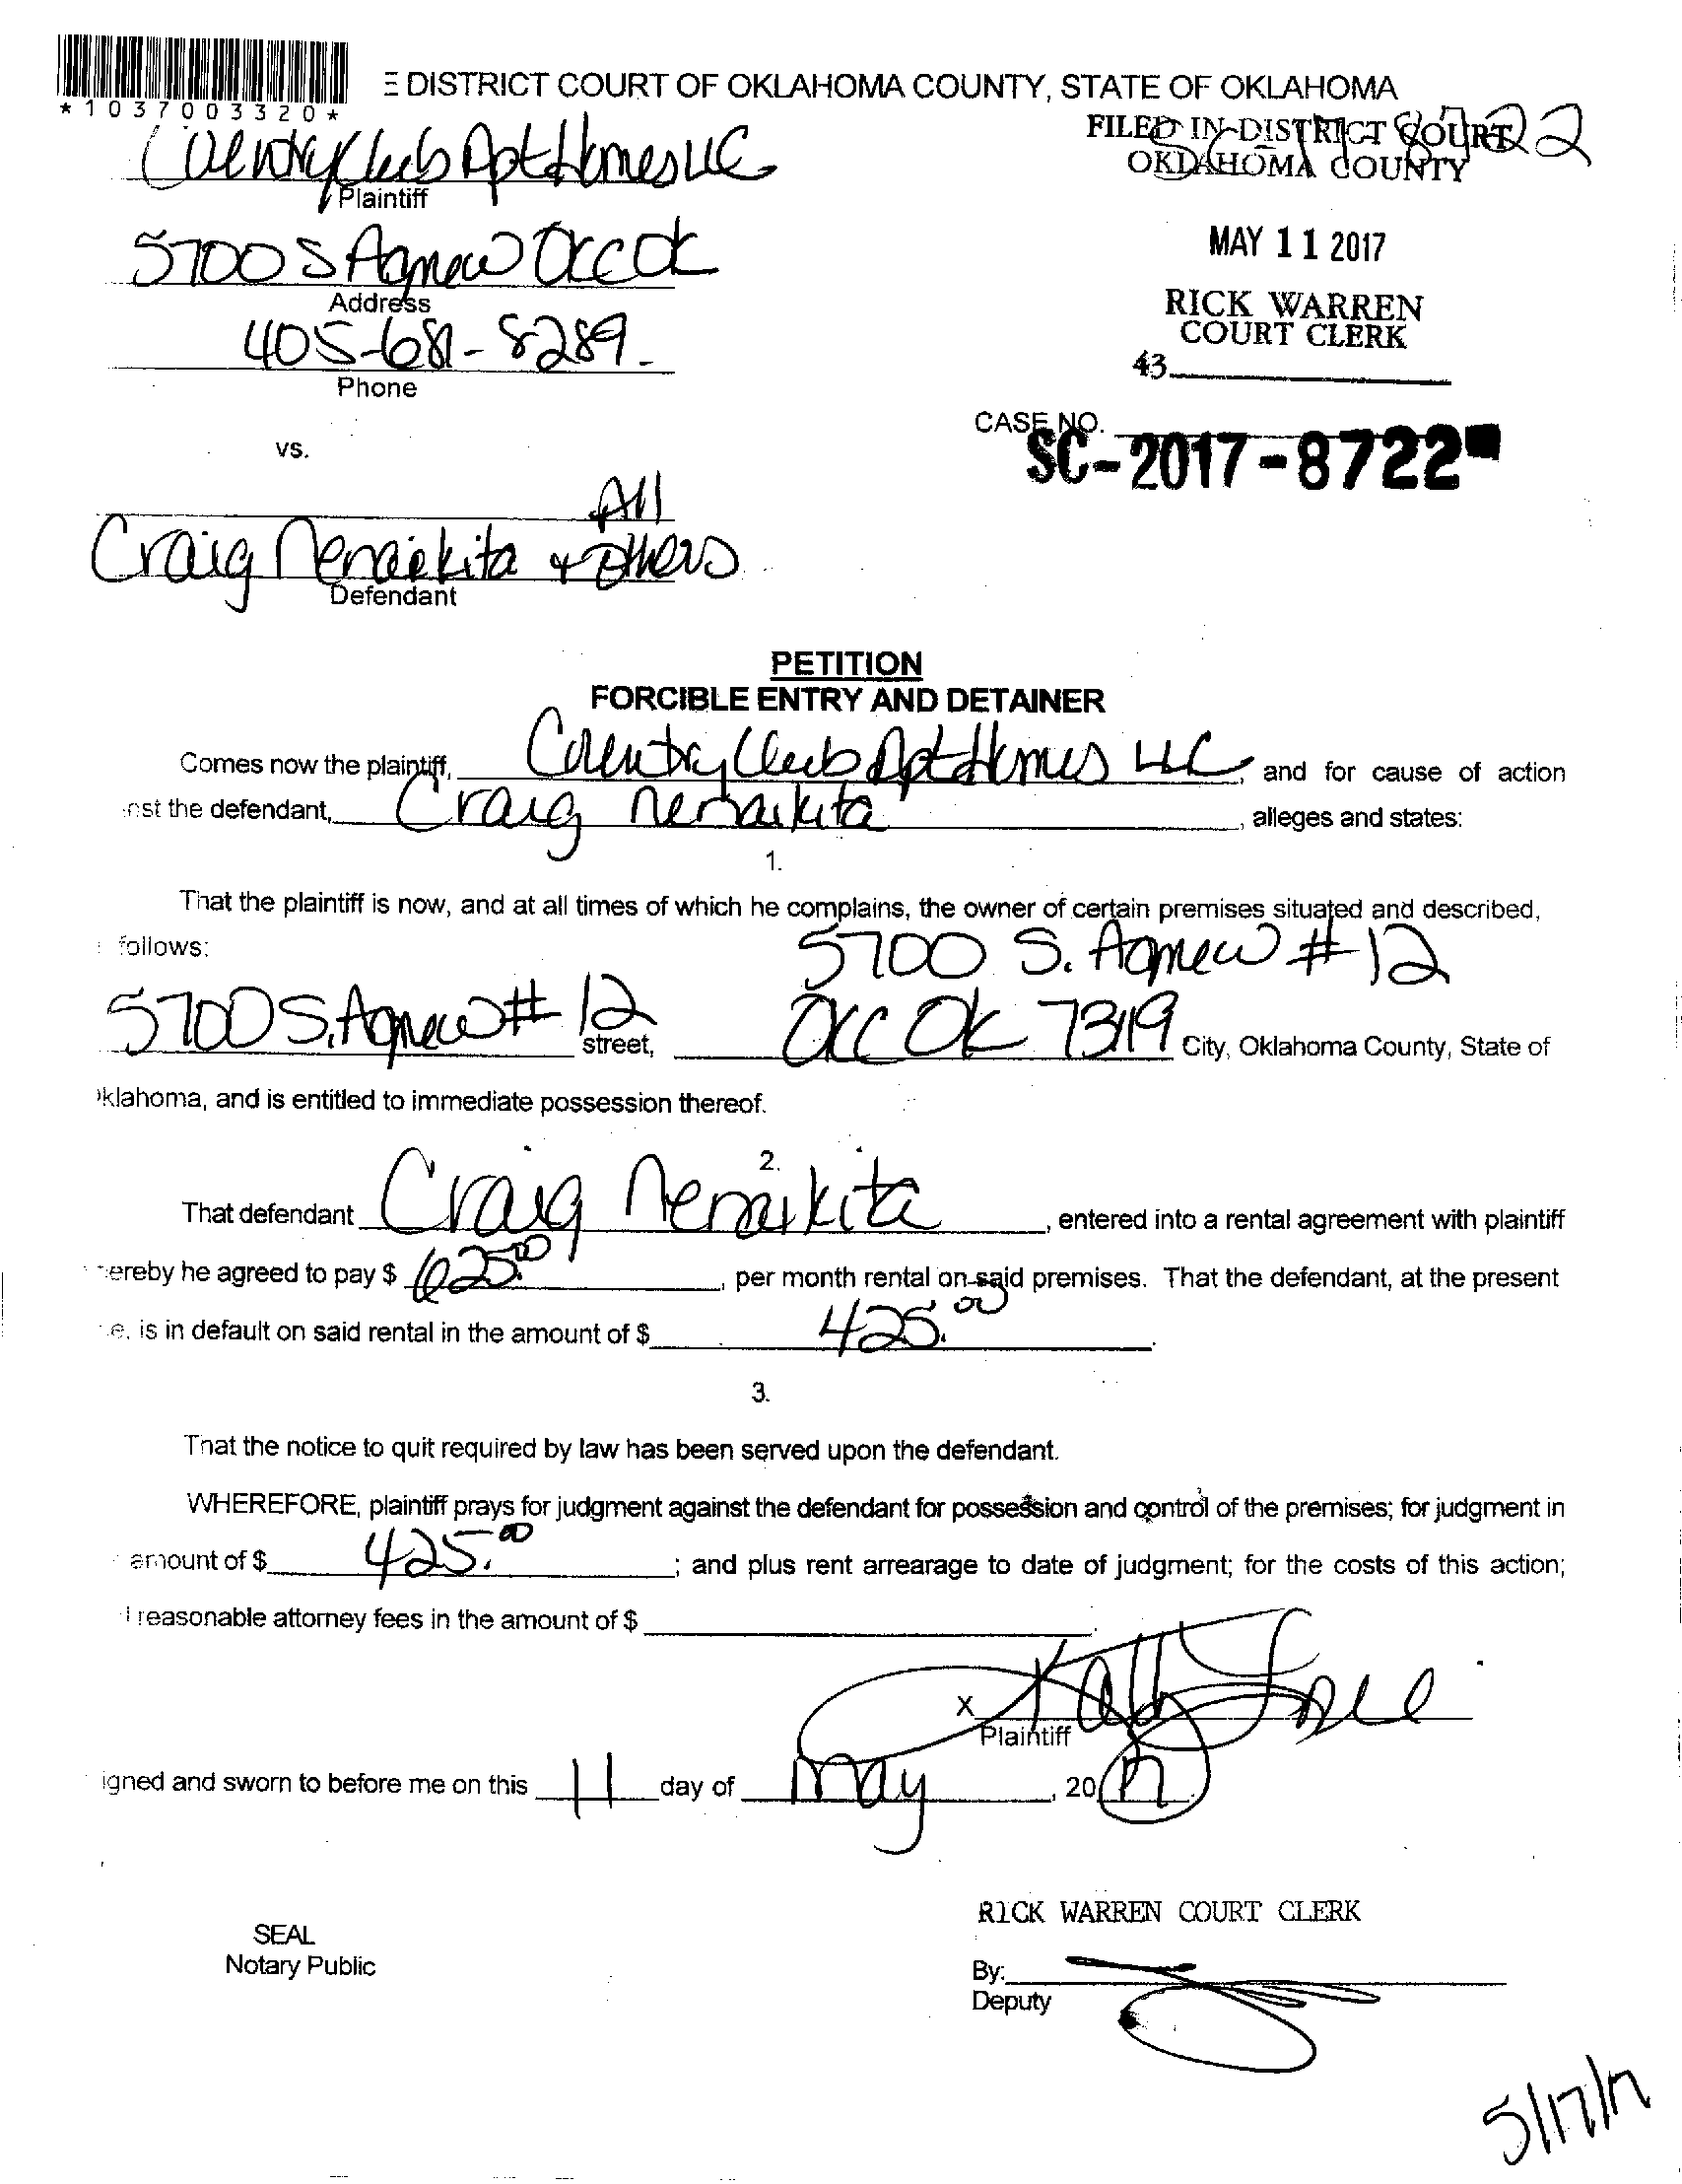 *1037003320*
E DISTRICT COURT OF OKLAHOMA COUNTY, STATE OF OKLAHOMA
Country Club Apt Homes LLC
Plaintiff
FILED IN DISTRICT COURT
OKLAHOMA COUNTY
SC 17 8722
5700 S Agnew OKC OK
Address
MAY 11 2017
405-681-8289
Phone
RICK WARREN
COURT CLERK
43
vs.
CASE NO.
SC-2017-8722
All
Craig Nenaikita & Others
Defendant
PETITION
FORCIBLE ENTRY AND DETAINER
Comes now the plaintiff, Country Club Apt Homes LLC, and for cause of action
inst the defendant, Craig Nenaikita, alleges and states:
1.
That the plaintiff is now, and at all times of which he complains, the owner of certain premises situated and described,
follows: 5700 S. Agnew #12
5700 S. Agnew #12 street, OKC OK 73119 City, Oklahoma County, State of
klahoma, and is entitled to immediate possession thereof.
2.
That defendant Craig Nenaikita, entered into a rental agreement with plaintiff
ereby he agreed to pay $ 625.00, per month rental on said premises. That the defendant, at the present
e, is in default on said rental in the amount of $ 425.00.
3.
That the notice to quit required by law has been served upon the defendant.
WHEREFORE, plaintiff prays for judgment against the defendant for possession and control of the premises; for judgment in
amount of $ 425.00; and plus rent arrearage to date of judgment; for the costs of this action;
reasonable attorney fees in the amount of $
X
Plaintiff
igned and sworn to before me on this 11 day of May, 2017
RICK WARREN COURT CLERK
SEAL
Notary Public
By:
Deputy
5/17/17